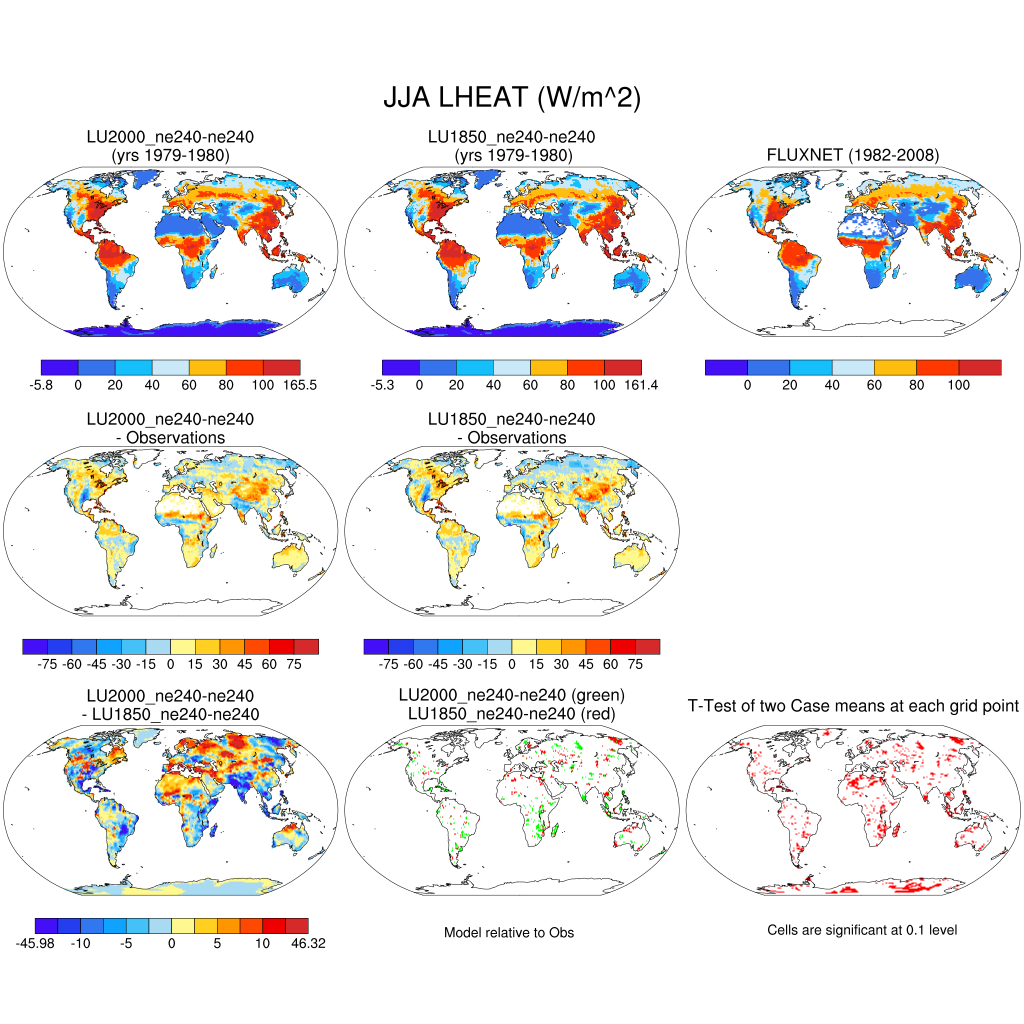 JJA LHEAT (W/m^2)
LU2000_ne240-ne240
(yrs 1979-1980)
LU1850_ne240-ne240
(yrs 1979-1980)
FLUXNET (1982-2008)
-5.8 0 20 40 60 80 100 165.5
-5.3 0 20 40 60 80 100 161.4
0 20 40 60 80 100
LU2000_ne240-ne240
- Observations
LU1850_ne240-ne240
- Observations
-75 -60 -45 -30 -15 0 15 30 45 60 75
-75 -60 -45 -30 -15 0 15 30 45 60 75
LU2000_ne240-ne240
- LU1850_ne240-ne240
LU2000_ne240-ne240 (green)
LU1850_ne240-ne240 (red)
T-Test of two Case means at each grid point
-45.98 -10 -5 0 5 10 46.32
Model relative to Obs
Cells are significant at 0.1 level